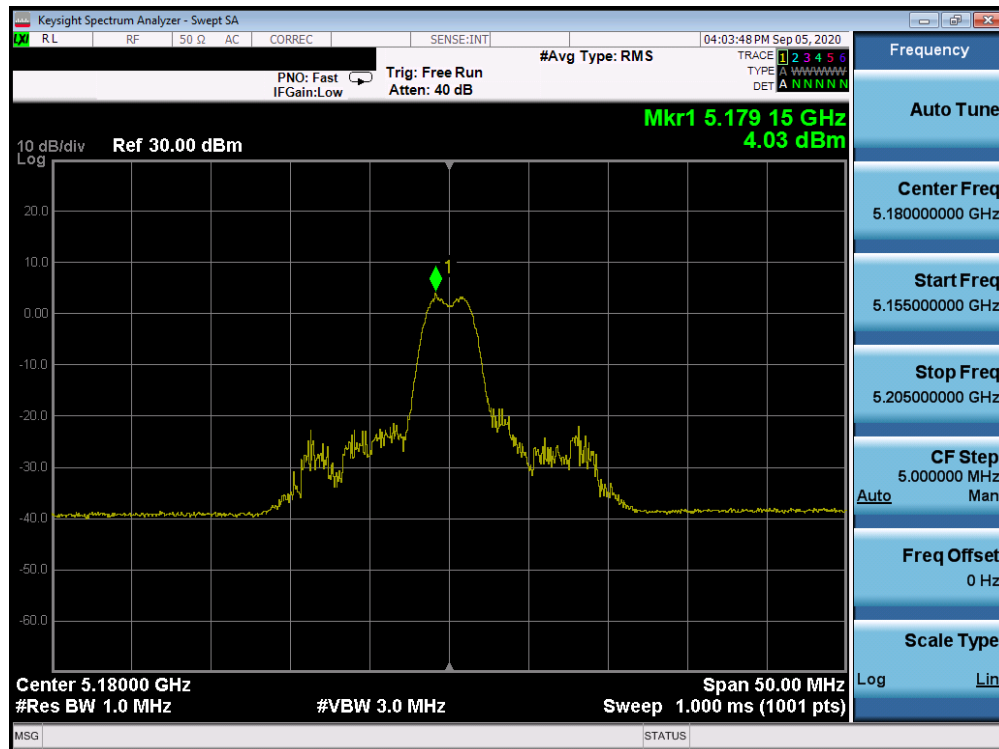 Keysight Spectrum Analyzer - Swept SA
LXI RL RF 50 Ω AC CORREC SENSE:INT 04:03:48 PM Sep 05, 2020
#Avg Type: RMS
TRACE 1 2 3 4 5 6
TYPE A WWWWW
DET A N N N N N
PNO: Fast
IFGain:Low
Trig: Free Run
Atten: 40 dB
Mkr1 5.179 15 GHz
4.03 dBm
10 dB/div Ref 30.00 dBm
Log
20.0
10.0
0.00
-10.0
-20.0
-30.0
-40.0
-50.0
-60.0
1
Center 5.18000 GHz
Span 50.00 MHz
#Res BW 1.0 MHz
#VBW 3.0 MHz
Sweep 1.000 ms (1001 pts)
MSG
STATUS
Frequency
Auto Tune
Center Freq
5.180000000 GHz
Start Freq
5.155000000 GHz
Stop Freq
5.205000000 GHz
CF Step
5.000000 MHz
Auto Man
Freq Offset
0 Hz
Scale Type
Log Lin